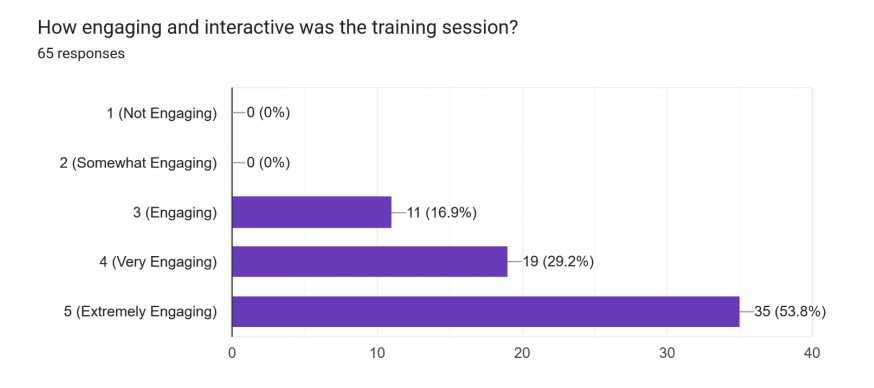 How engaging and interactive was the training session?
65 responses
1 (Not Engaging) 0 (0%)
2 (Somewhat Engaging) 0 (0%)
3 (Engaging) 11 (16.9%)
4 (Very Engaging) 19 (29.2%)
5 (Extremely Engaging) 35 (53.8%)
0 10 20 30 40